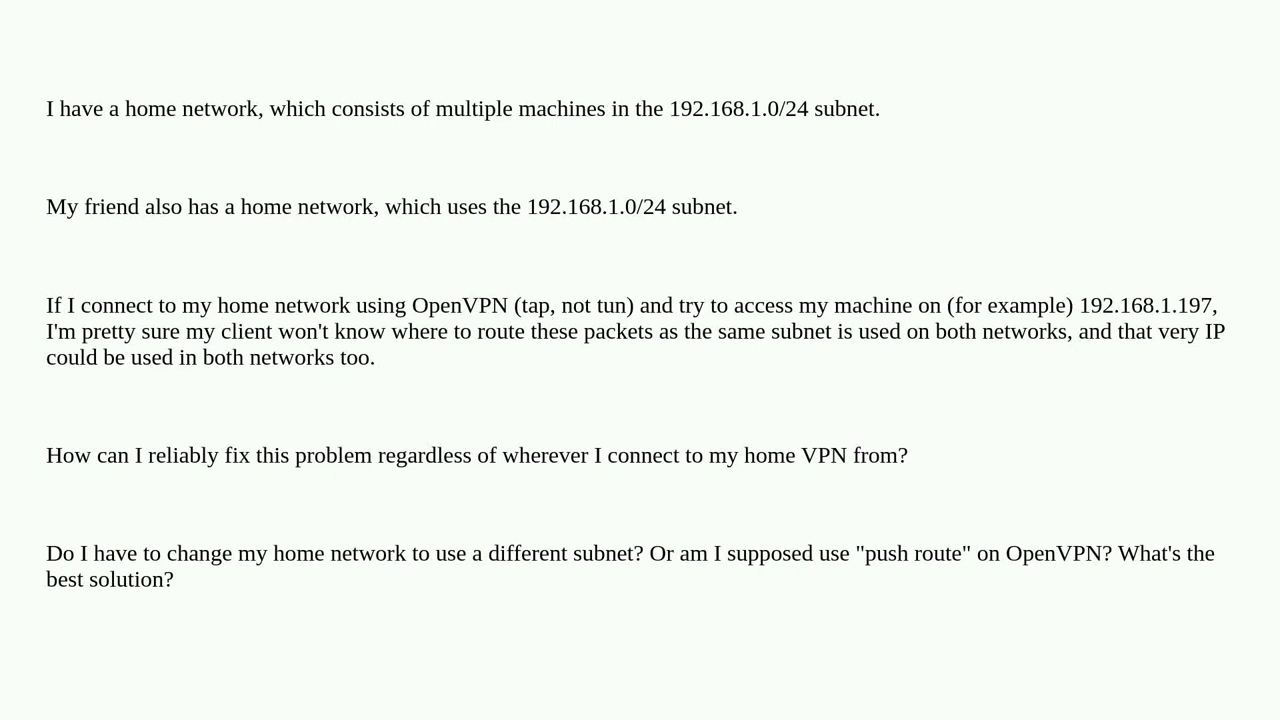 I have a home network, which consists of multiple machines in the 192.168.1.0/24 subnet.
My friend also has a home network, which uses the 192.168.1.0/24 subnet.
If I connect to my home network using OpenVPN (tap, not tun) and try to access my machine on (for example) 192.168.1.197,
I'm pretty sure my client won't know where to route these packets as the same subnet is used on both networks, and that very IP
could be used in both networks too.
How can I reliably fix this problem regardless of wherever I connect to my home VPN from?
Do I have to change my home network to use a different subnet? Or am I supposed use "push route" on OpenVPN? What's the
best solution?